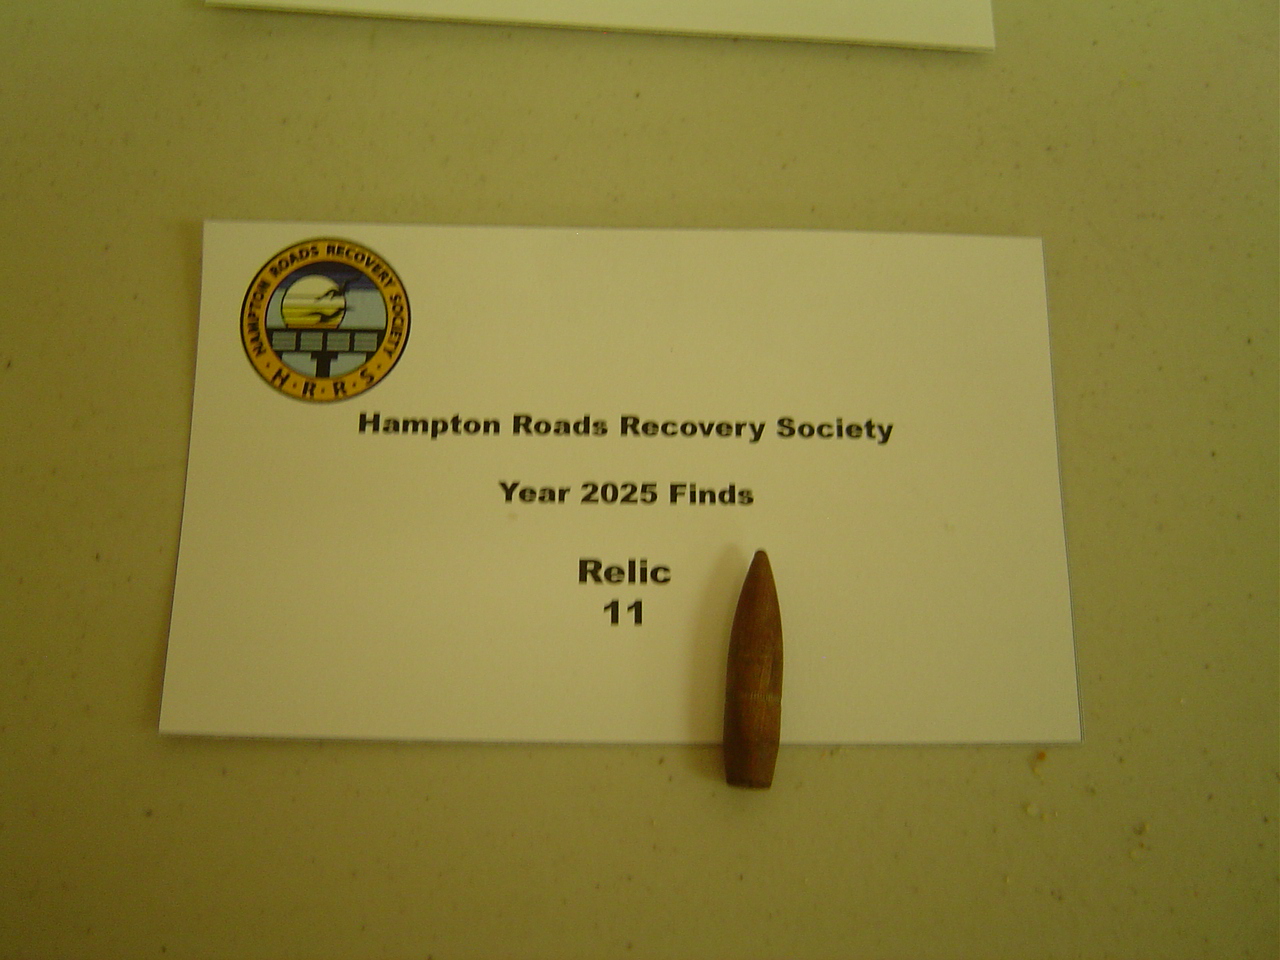 HAMPTON ROADS RECOVERY SOCIETY
· H · R · R · S ·
Hampton Roads Recovery Society
Year 2025 Finds
Relic
11